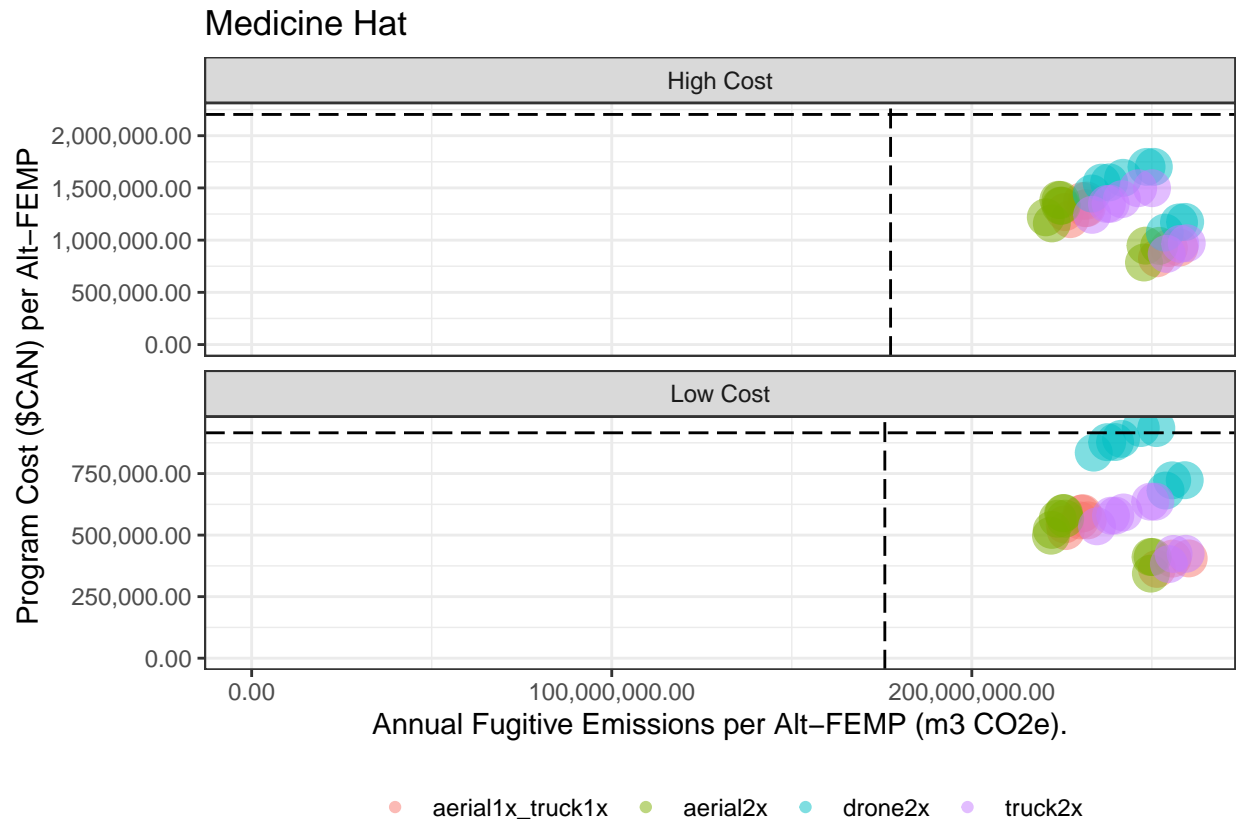 Medicine Hat
High Cost
2,000,000.00
1,500,000.00
1,000,000.00
500,000.00
0.00
Low Cost
750,000.00
500,000.00
250,000.00
0.00
Program Cost ($CAN) per Alt−FEMP
0.00 100,000,000.00 200,000,000.00
Annual Fugitive Emissions per Alt−FEMP (m3 CO2e).
aerial1x_truck1x aerial2x drone2x truck2x